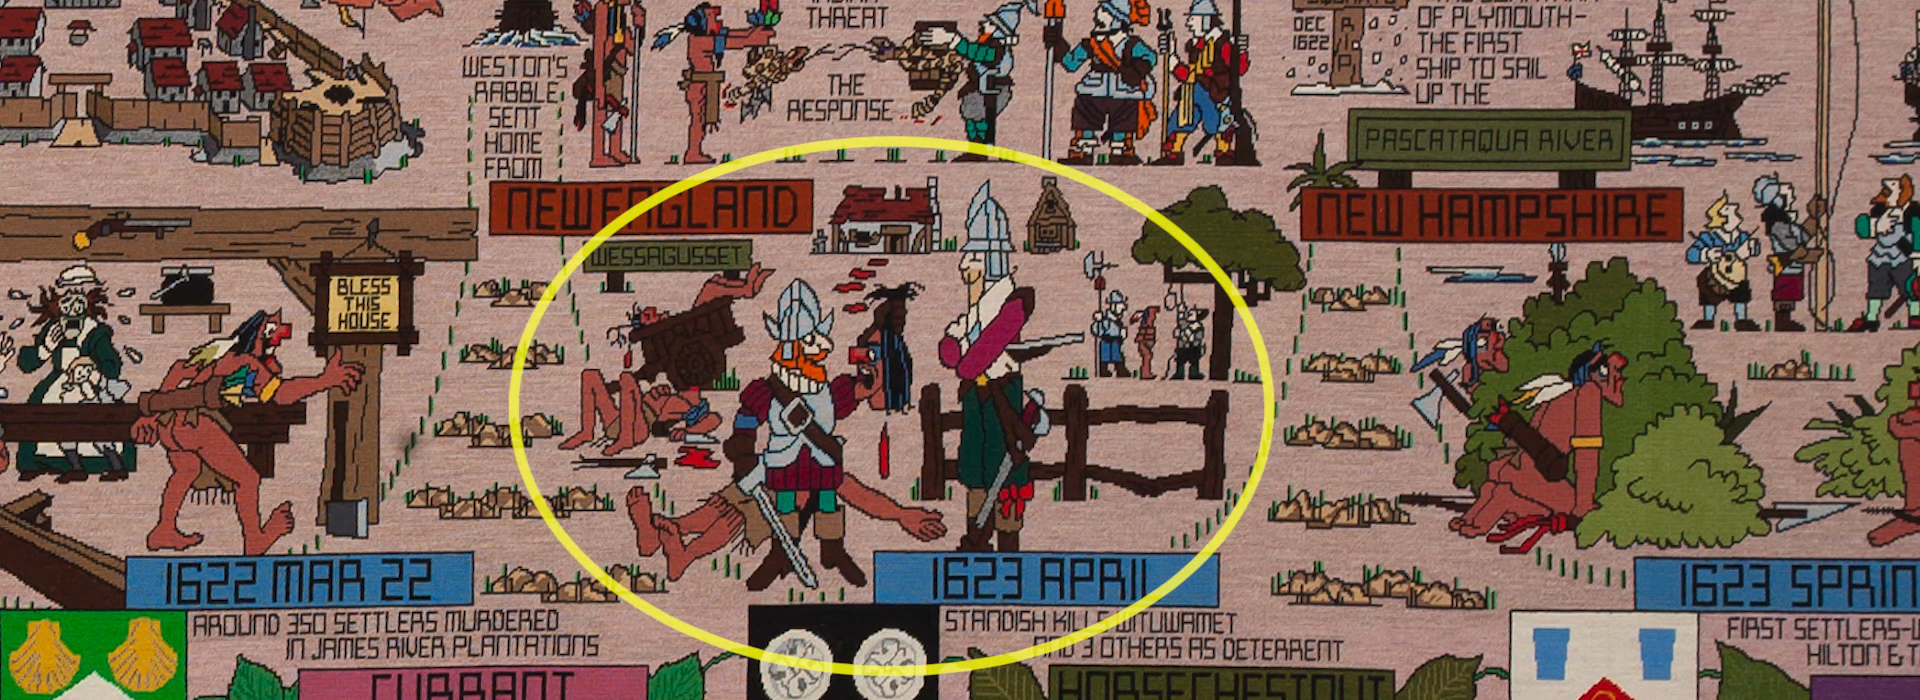 THREAT
DEC
1622
OF PLYMOUTH-
THE FIRST
SHIP TO SAIL
UP THE
PASCATAQUA RIVER
WESTON'S
RABBLE
SENT
HOME
FROM
THE
RESPONSE
NEW ENGLAND
NEW HAMPSHIRE
WESSAGUSSET
BLESS
THIS
HOUSE
1622 MAR 22
1623 APRIL
1623 SPRIN
AROUND 350 SETTLERS MURDERED
IN JAMES RIVER PLANTATIONS
STANDISH KILLS WITUWAMET
AND 3 OTHERS AS DETERRENT
FIRST SETTLERS-
HILTON & T
CURRANT
HORSECHESTNUT